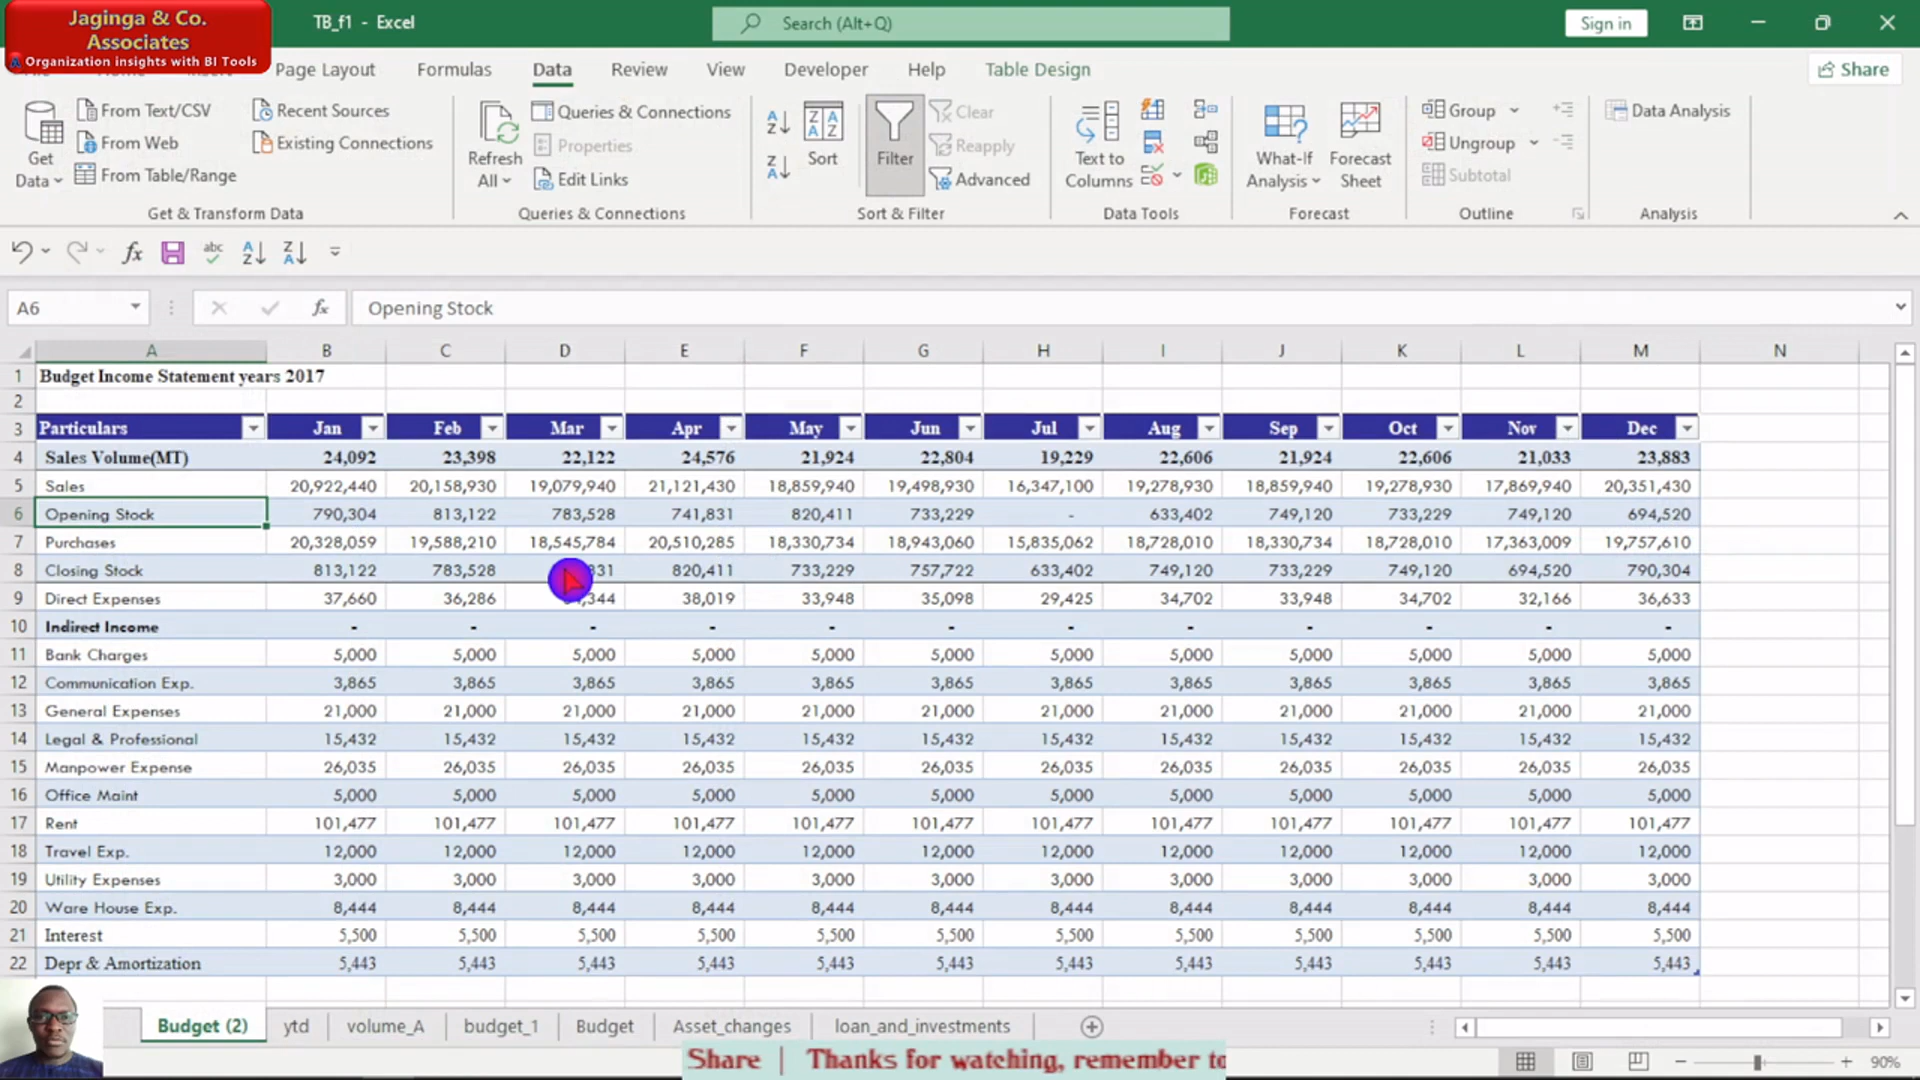 Jaginga & Co.
Associates
Organization insights with BI Tools
TB_f1 - Excel
Search (Alt+Q)
Sign in
Page Layout Formulas Data Review View Developer Help Table Design Share
Get Data
From Text/CSV
From Web
From Table/Range
Recent Sources
Existing Connections
Get & Transform Data
Refresh All
Queries & Connections
Properties
Edit Links
Queries & Connections
Sort
Filter
Clear
Reapply
Advanced
Sort & Filter
Text to Columns
Data Tools
What-If Analysis
Forecast Sheet
Forecast
Group
Ungroup
Subtotal
Outline
Data Analysis
Analysis
A6 fx Opening Stock
A B C D E F G H I J K L M N
1 Budget Income Statement years 2017
2
3 Particulars Jan Feb Mar Apr May Jun Jul Aug Sep Oct Nov Dec
4 Sales Volume(MT) 24,092 23,398 22,122 24,576 21,924 22,804 19,229 22,606 21,924 22,606 21,033 23,883
5 Sales 20,922,440 20,158,930 19,079,940 21,121,430 18,859,940 19,498,930 16,347,100 19,278,930 18,859,940 19,278,930 17,869,940 20,351,430
6 Opening Stock 790,304 813,122 783,528 741,831 820,411 733,229 - 633,402 749,120 733,229 749,120 694,520
7 Purchases 20,328,059 19,588,210 18,545,784 20,510,285 18,330,734 18,943,060 15,835,062 18,728,010 18,330,734 18,728,010 17,363,009 19,757,610
8 Closing Stock 813,122 783,528 820,411 733,229 757,722 633,402 749,120 733,229 749,120 694,520 790,304
9 Direct Expenses 37,660 36,286 38,019 33,948 35,098 29,425 34,702 33,948 34,702 32,166 36,633
10 Indirect Income - - - - - - - - - - - -
11 Bank Charges 5,000 5,000 5,000 5,000 5,000 5,000 5,000 5,000 5,000 5,000 5,000 5,000
12 Communication Exp. 3,865 3,865 3,865 3,865 3,865 3,865 3,865 3,865 3,865 3,865 3,865 3,865
13 General Expenses 21,000 21,000 21,000 21,000 21,000 21,000 21,000 21,000 21,000 21,000 21,000 21,000
14 Legal & Professional 15,432 15,432 15,432 15,432 15,432 15,432 15,432 15,432 15,432 15,432 15,432 15,432
15 Manpower Expense 26,035 26,035 26,035 26,035 26,035 26,035 26,035 26,035 26,035 26,035 26,035 26,035
16 Office Maint 5,000 5,000 5,000 5,000 5,000 5,000 5,000 5,000 5,000 5,000 5,000 5,000
17 Rent 101,477 101,477 101,477 101,477 101,477 101,477 101,477 101,477 101,477 101,477 101,477 101,477
18 Travel Exp. 12,000 12,000 12,000 12,000 12,000 12,000 12,000 12,000 12,000 12,000 12,000 12,000
19 Utility Expenses 3,000 3,000 3,000 3,000 3,000 3,000 3,000 3,000 3,000 3,000 3,000 3,000
20 Ware House Exp. 8,444 8,444 8,444 8,444 8,444 8,444 8,444 8,444 8,444 8,444 8,444 8,444
21 Interest 5,500 5,500 5,500 5,500 5,500 5,500 5,500 5,500 5,500 5,500 5,500 5,500
22 Depr & Amortization 5,443 5,443 5,443 5,443 5,443 5,443 5,443 5,443 5,443 5,443 5,443 5,443
Budget (2) ytd volume_A budget_1 Budget Asset_changes loan_and_investments
Share | Thanks for watching, remember to
90%